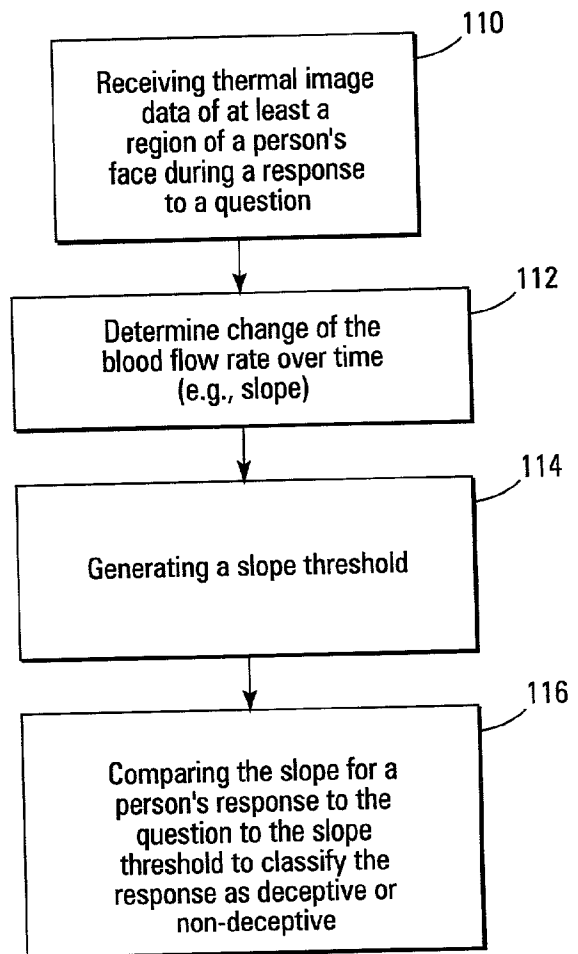 110
Receiving thermal image
data of at least a
region of a person's
face during a response
to a question
112
Determine change of the
blood flow rate over time
(e.g., slope)
114
Generating a slope threshold
116
Comparing the slope for a
person's response to the
question to the slope
threshold to classify the
response as deceptive or
non-deceptive